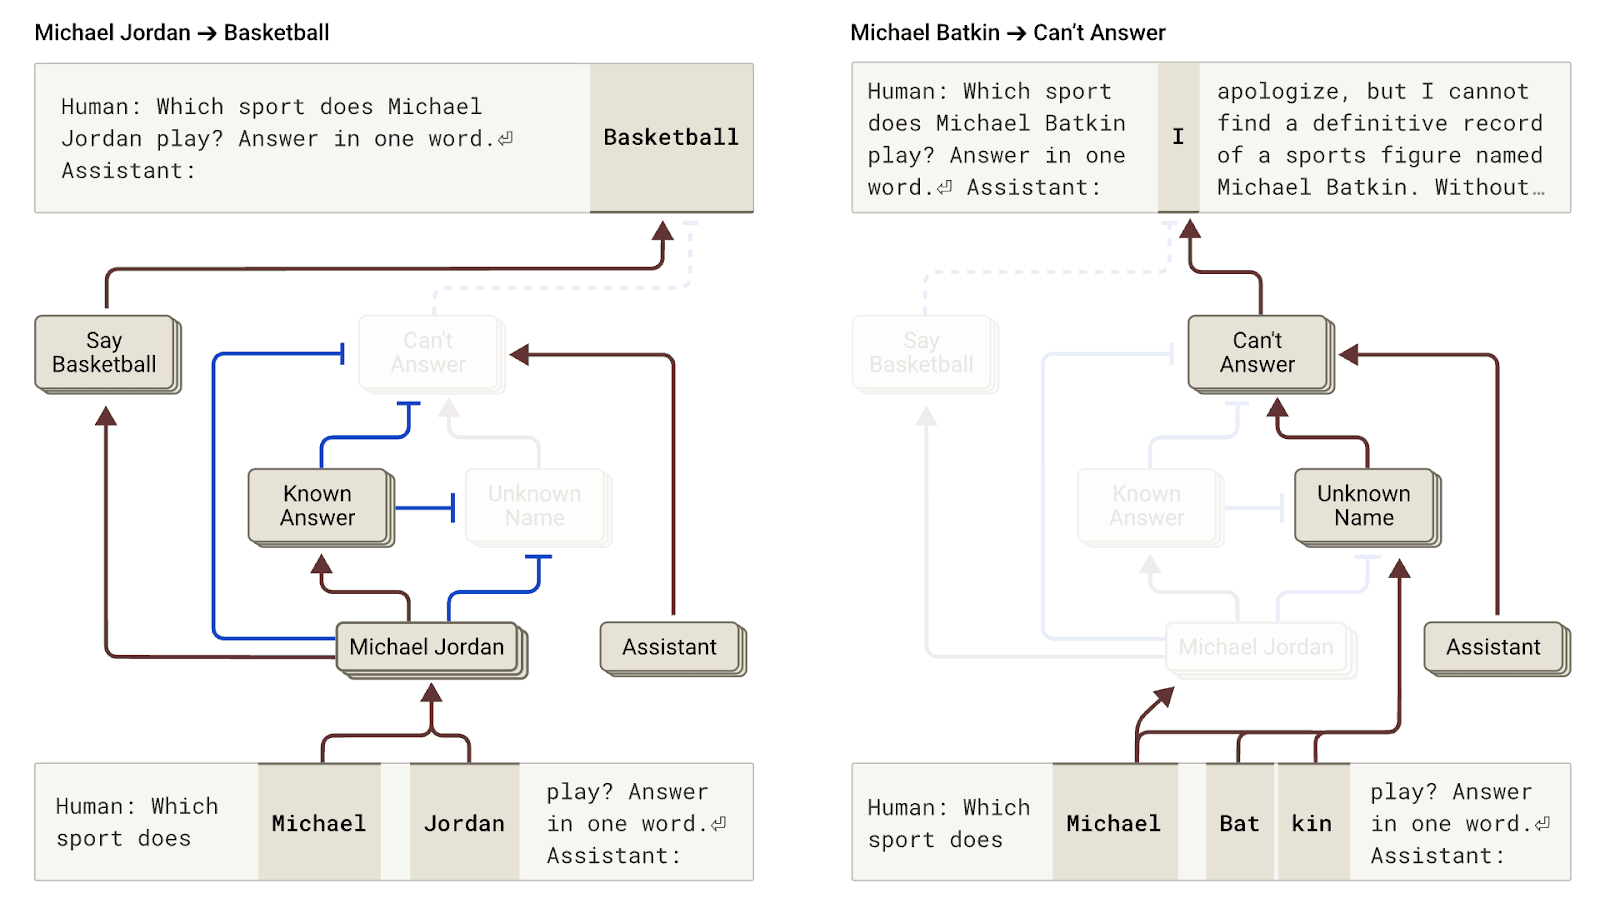 Michael Jordan → Basketball
Human: Which sport does Michael
Jordan play? Answer in one word.⏎
Assistant:
Basketball
Say
Basketball
Can't
Answer
Known
Answer
Unknown
Name
Michael Jordan
Assistant
Human: Which
sport does
Michael
Jordan
play? Answer
in one word.⏎
Assistant:
Michael Batkin → Can’t Answer
Human: Which sport
does Michael Batkin
play? Answer in one
word.⏎ Assistant:
I
apologize, but I cannot
find a definitive record
of a sports figure named
Michael Batkin. Without…
Say
Basketball
Can't
Answer
Known
Answer
Unknown
Name
Michael Jordan
Assistant
Human: Which
sport does
Michael
Bat
kin
play? Answer
in one word.⏎
Assistant: